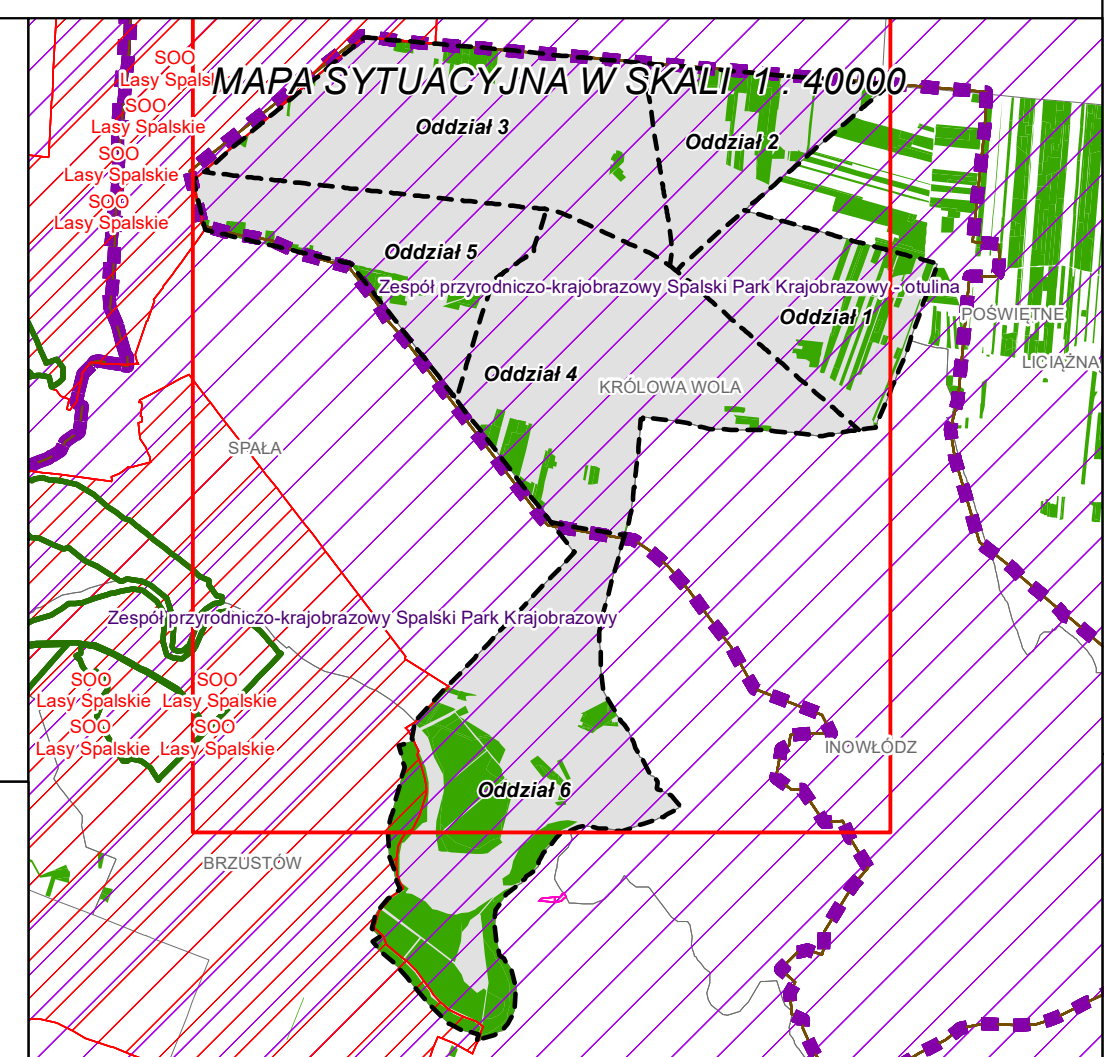 SOO
Lasy Spalskie
MAPA SYTUACYJNA W SKALI 1 : 40000
SOO
Lasy Spalskie
Oddział 3
Oddział 2
SOO
Lasy Spalskie
SOO
Lasy Spalskie
Oddział 5
Zespół przyrodniczo-krajobrazowy Spalski Park Krajobrazowy - otulina
Oddział 1
POŚWIĘTNE
LICIĄŻNA
Oddział 4
KRÓLOWA WOLA
SPAŁA
Zespół przyrodniczo-krajobrazowy Spalski Park Krajobrazowy
SOO
Lasy Spalskie
SOO
Lasy Spalskie
SOO
Lasy Spalskie
SOO
Lasy Spalskie
INOWŁÓDZ
Oddział 6
BRZUSTÓW